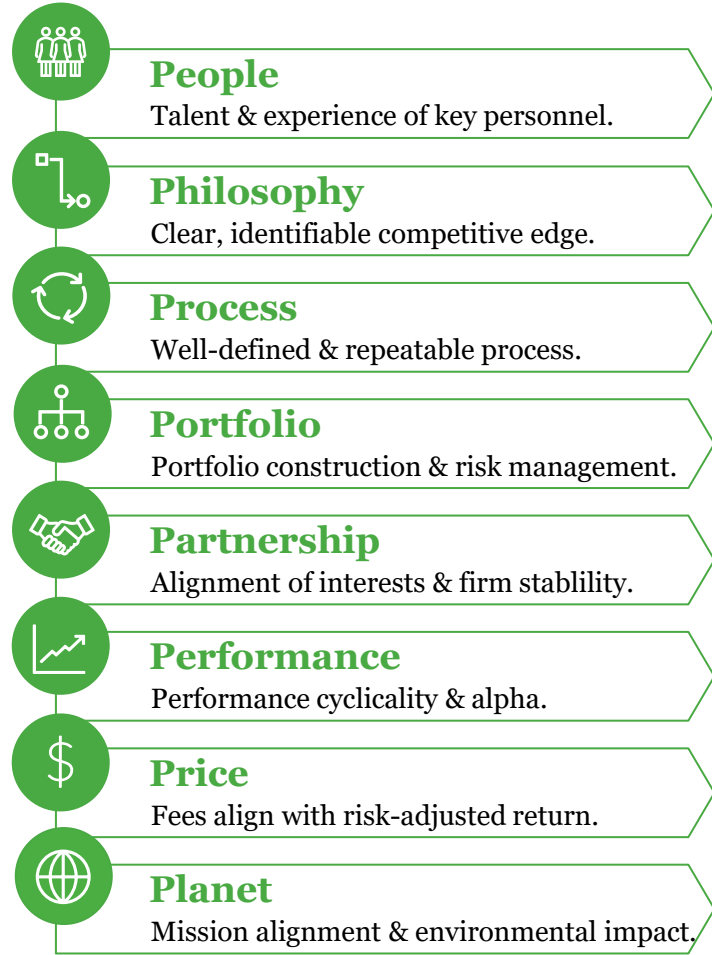 People
Talent & experience of key personnel.
Philosophy
Clear, identifiable competitive edge.
Process
Well-defined & repeatable process.
Portfolio
Portfolio construction & risk management.
Partnership
Alignment of interests & firm stablility.
Performance
Performance cyclicality & alpha.
$
Price
Fees align with risk-adjusted return.
Planet
Mission alignment & environmental impact.